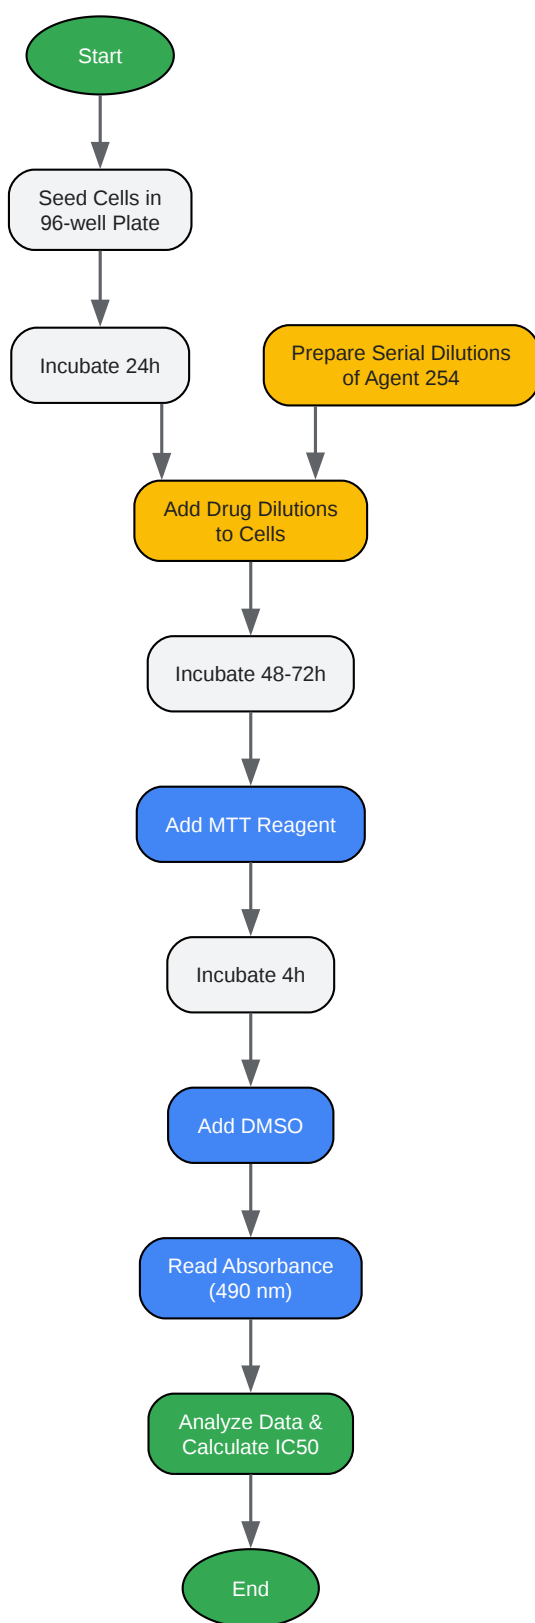 Start
Seed Cells in
96-well Plate
Incubate 24h
Prepare Serial Dilutions
of Agent 254
Add Drug Dilutions
to Cells
Incubate 48-72h
Add MTT Reagent
Incubate 4h
Add DMSO
Read Absorbance
(490 nm)
Analyze Data &
Calculate IC50
End